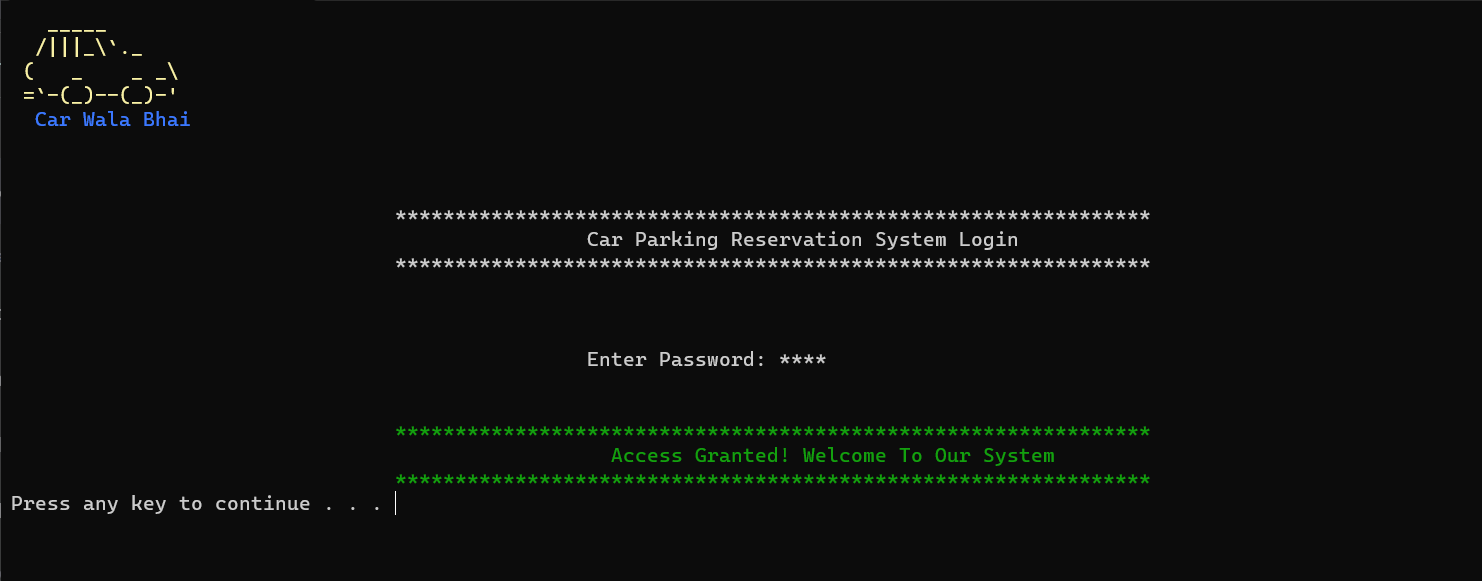 _____
/|||_\`._
(   _    _ _\
=`-(_)--(_)-'
Car Wala Bhai
***************************************************************
Car Parking Reservation System Login
***************************************************************
Enter Password: ****
***************************************************************
Access Granted! Welcome To Our System
***************************************************************
Press any key to continue . . .